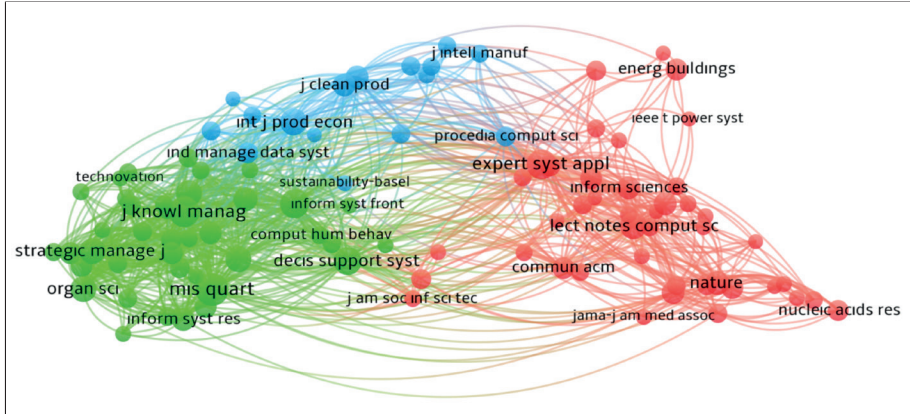 j intell manuf
j clean prod
energ buildings
int j prod econ
ieee t power syst
procedia comput sci
ind manage data syst
expert syst appl
technovation
sustainability-basel
inform sciences
inform syst front
j knowl manag
lect notes comput sc
comput hum behav
strategic manage j
decis support syst
commun acm
organ sci
mis quart
nature
j am soc inf sci tec
inform syst res
jama-j am med assoc
nucleic acids res